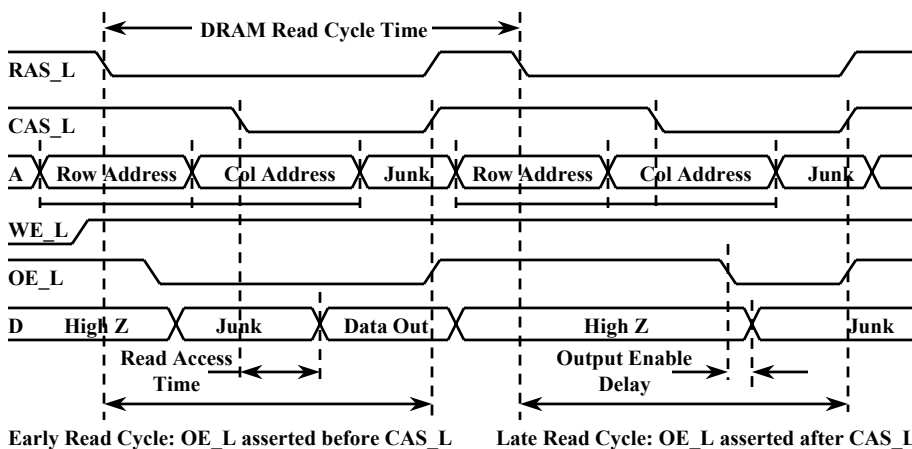 DRAM Read Cycle Time
RAS_L
CAS_L
A Row Address Col Address Junk Row Address Col Address Junk
WE_L
OE_L
D High Z Junk Data Out High Z Junk
Read Access Time
Output Enable Delay
Early Read Cycle: OE_L asserted before CAS_L
Late Read Cycle: OE_L asserted after CAS_L